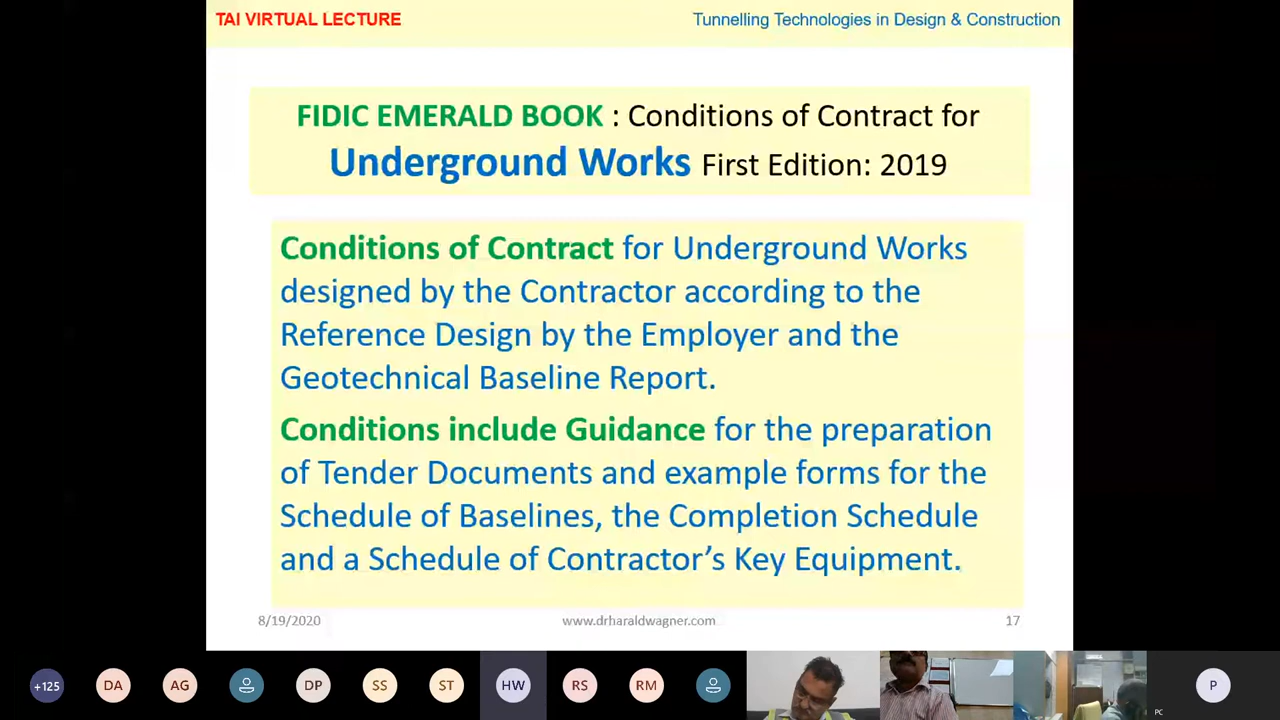 TAI VIRTUAL LECTURE
Tunnelling Technologies in Design & Construction
FIDIC EMERALD BOOK : Conditions of Contract for
Underground Works First Edition: 2019
Conditions of Contract for Underground Works
designed by the Contractor according to the
Reference Design by the Employer and the
Geotechnical Baseline Report.
Conditions include Guidance for the preparation
of Tender Documents and example forms for the
Schedule of Baselines, the Completion Schedule
and a Schedule of Contractor’s Key Equipment.
8/19/2020
www.drharaldwagner.com
17
+125
DA
AG
DP
SS
ST
HW
RS
RM
PC
P